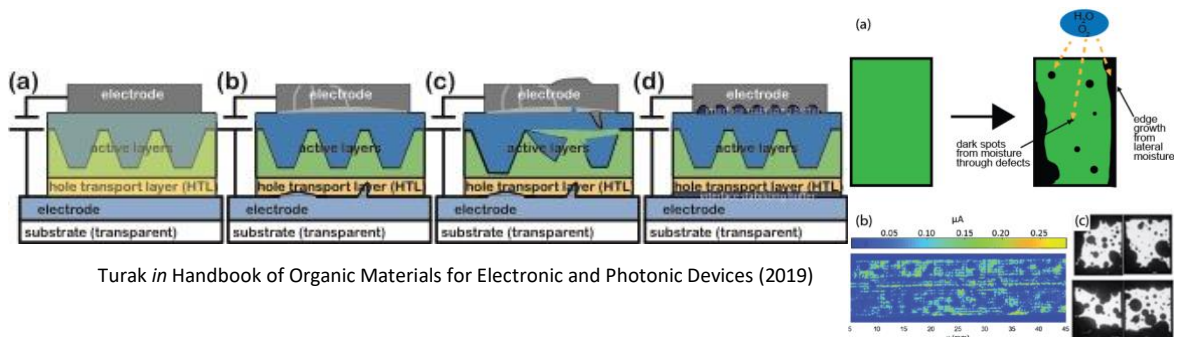 (a)
electrode
active layers
hole transport layer (HTL)
electrode
substrate (transparent)
(b)
electrode
active layers
hole transport layer (HTL)
electrode
substrate (transparent)
(c)
electrode
active layers
hole transport layer (HTL)
electrode
substrate (transparent)
(d)
electrode
active layers
hole transport layer (HTL)
electrode
substrate (transparent)
Turak in Handbook of Organic Materials for Electronic and Photonic Devices (2019)
(a)
H2O
O2
dark spots
from moisture
through defects
edge
growth
from
lateral
moisture
(b)
µA
0.05 0.10 0.15 0.20 0.25
5 10 15 20 25 30 35 40 45
(c)